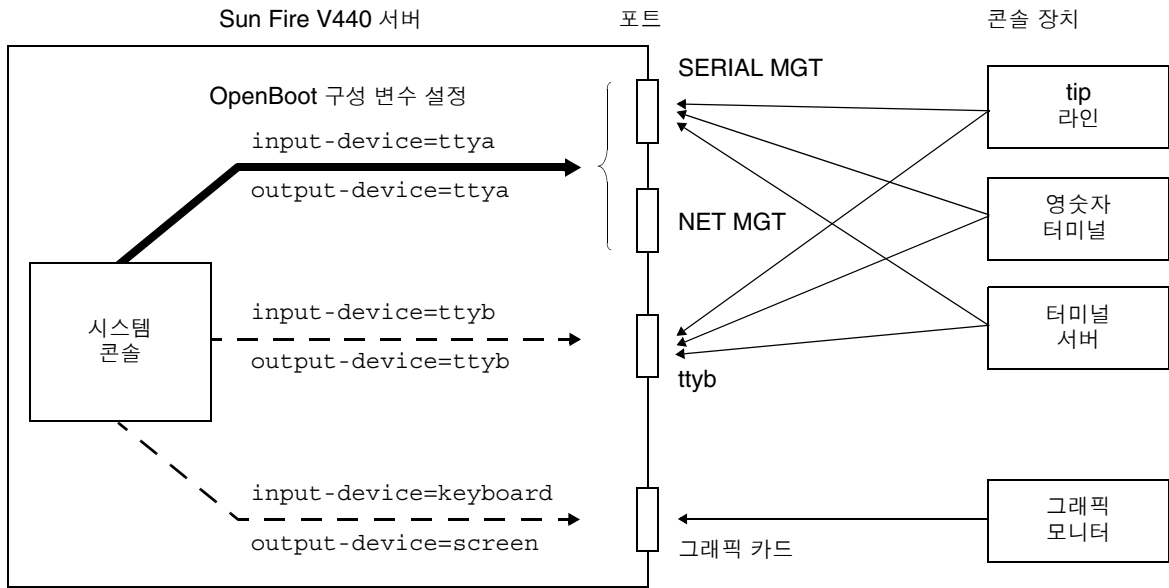 Sun Fire V440 서버
포트
콘솔 장치
OpenBoot 구성 변수 설정
input-device=ttya
output-device=ttya
SERIAL MGT
NET MGT
tip
라인
영숫자
터미널
시스템
콘솔
input-device=ttyb
output-device=ttyb
ttyb
터미널
서버
input-device=keyboard
output-device=screen
그래픽 카드
그래픽
모니터